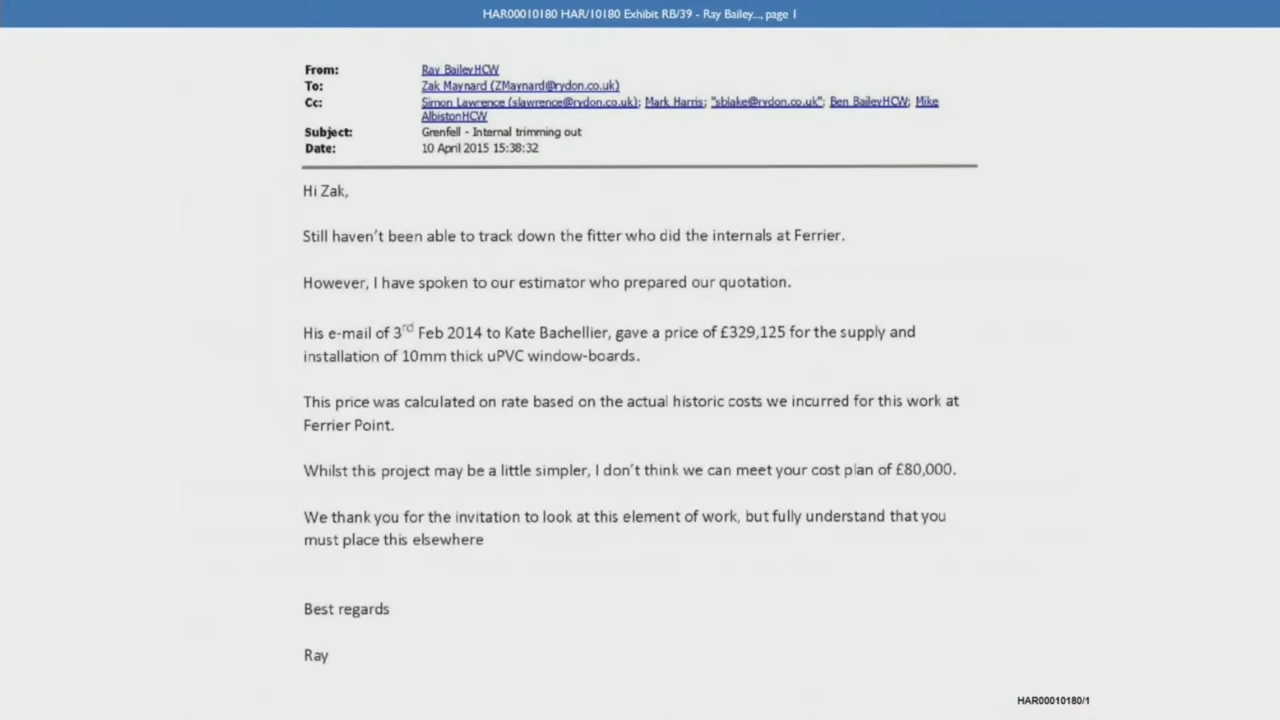 HAR00010180 HAR/10180 Exhibit RB/39 - Ray Bailey..., page 1
From: Ray BaileyHCW
To: Zak Maynard (ZMaynard@rydon.co.uk)
Cc: Simon Lawrence (slawrence@rydon.co.uk); Mark Harris; "sblake@rydon.co.uk"; Ben BaileyHCW; Mike
AlbistonHCW
Subject: Grenfell - Internal trimming out
Date: 10 April 2015 15:38:32
Hi Zak,
Still haven't been able to track down the fitter who did the internals at Ferrier.
However, I have spoken to our estimator who prepared our quotation.
His e-mail of 3rd Feb 2014 to Kate Bachellier, gave a price of £329,125 for the supply and
installation of 10mm thick uPVC window-boards.
This price was calculated on rate based on the actual historic costs we incurred for this work at
Ferrier Point.
Whilst this project may be a little simpler, I don't think we can meet your cost plan of £80,000.
We thank you for the invitation to look at this element of work, but fully understand that you
must place this elsewhere
Best regards
Ray
HAR00010180/1